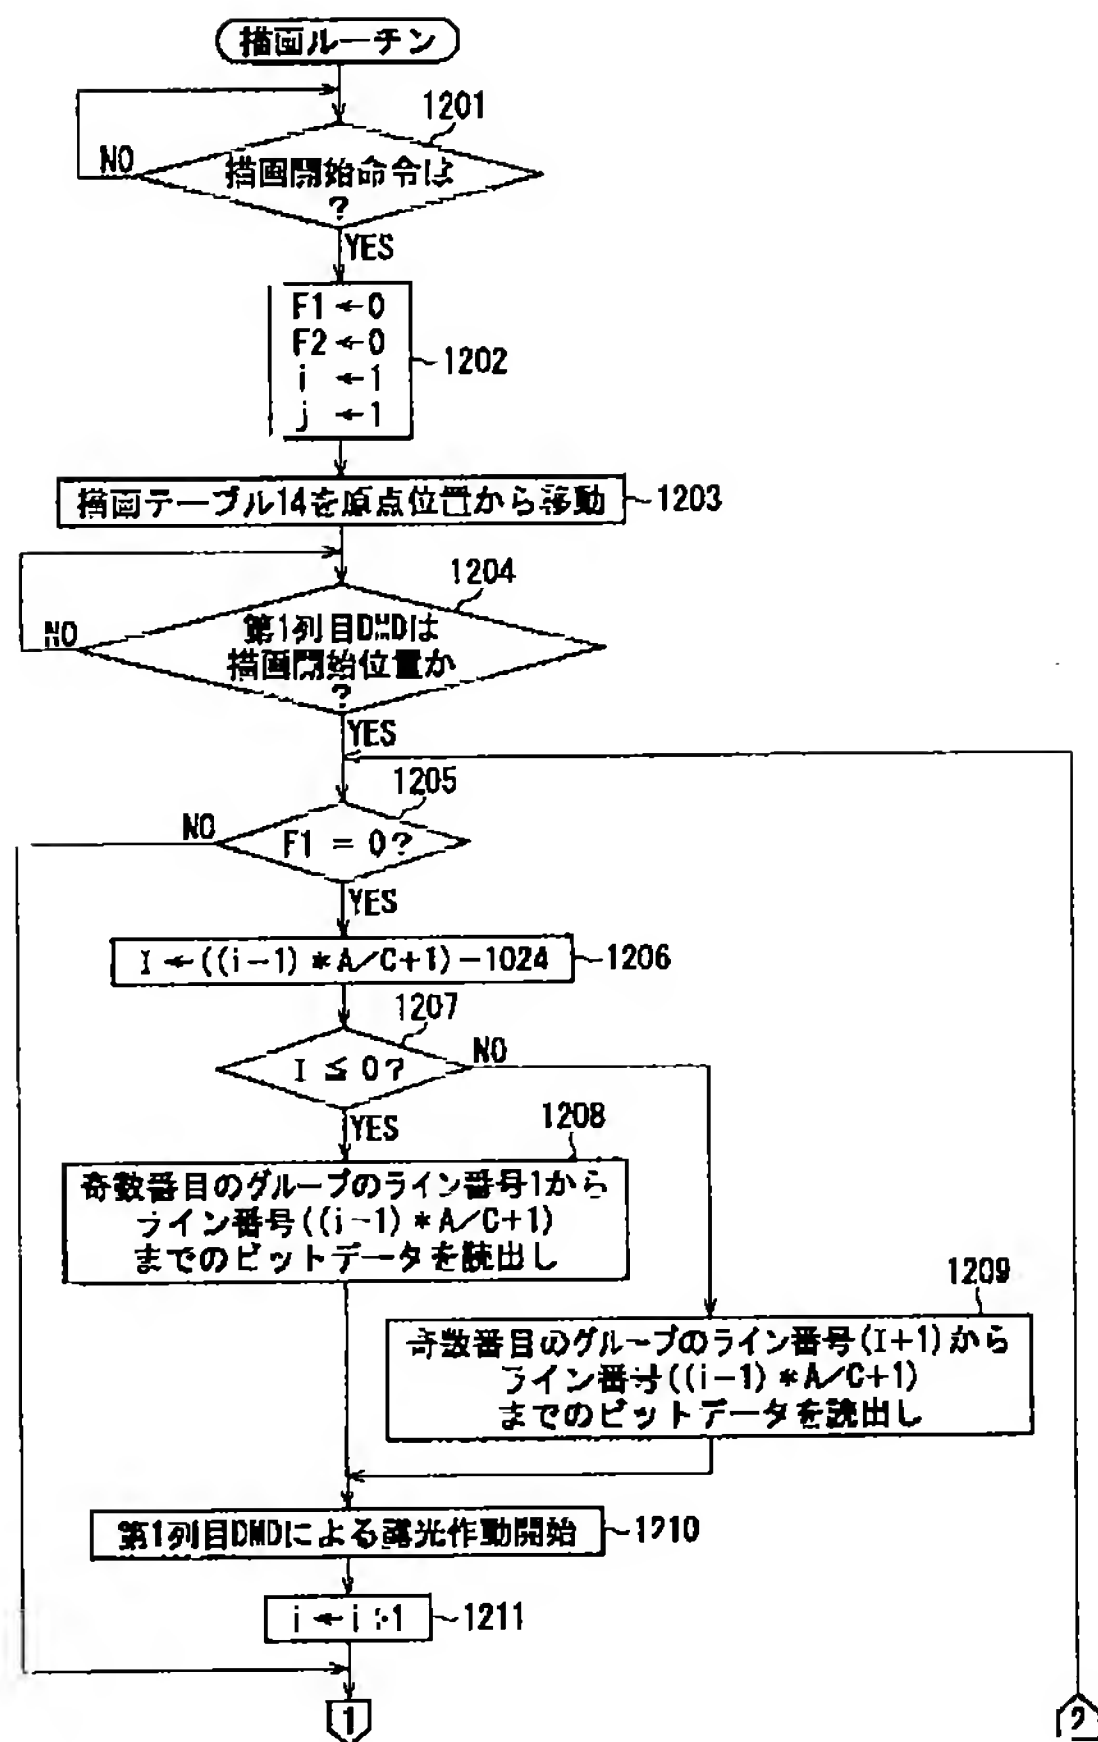 描画ルーチン
1201
NO
描画開始命令は
?
YES
F1←0
F2←0
i ←1
j ←1
1202
描画テーブル14を原点位置から移動
1203
1204
NO
第1列目DMDは
描画開始位置か
?
YES
1205
NO
F1 = 0?
YES
I←((i−1)*A/C+1)−1024
1206
1207
I ≦ 0?
NO
YES
1208
奇数番目のグループのライン番号1から
ライン番号((i−1)*A/C+1)
までのビットデータを読出し
1209
奇数番目のグループのライン番号(I+1)から
ライン番号((i−1)*A/C+1)
までのビットデータを読出し
第1列目DMDによる露光作動開始
1210
i←i+1
1211
1
2